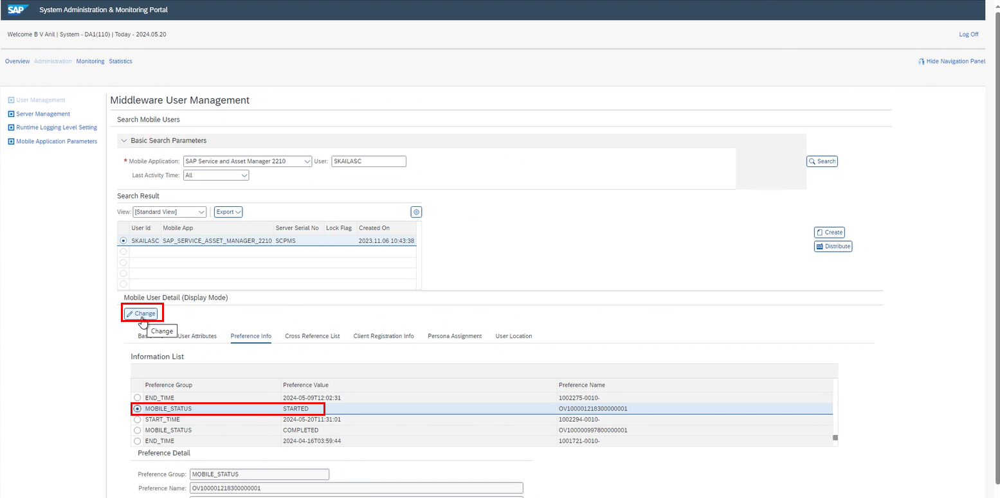 SAP System Administration & Monitoring Portal
Welcome B V Anil | System - DA1(110) | Today - 2024.05.20 Log Off
Overview Administration Monitoring Statistics Hide Navigation Panel
User Management
Server Management
Runtime Logging Level Setting
Mobile Application Parameters
Middleware User Management
Search Mobile Users
Basic Search Parameters
* Mobile Application: SAP Service and Asset Manager 2210 User: SKAILASC Search
Last Activity Time: All
Search Result
View: [Standard View] Export
User Id Mobile App Server Serial No Lock Flag Created On
SKAILASC SAP_SERVICE_ASSET_MANAGER_2210 SCPMS 2023.11.06 10:43:38
Create
Distribute
Mobile User Detail (Display Mode)
Change
Change
User Attributes Preference Info Cross Reference List Client Registration Info Persona Assignment User Location
Information List
Preference Group Preference Value Preference Name
END_TIME 2024-05-09T12:02:31 1002275-0010-
MOBILE_STATUS STARTED OV100001218300000001
START_TIME 2024-05-20T11:31:01 1002294-0010-
MOBILE_STATUS COMPLETED OV100000997800000001
END_TIME 2024-04-16T03:59:44 1001721-0010-
Preference Detail
Preference Group: MOBILE_STATUS
Preference Name: OV100001218300000001